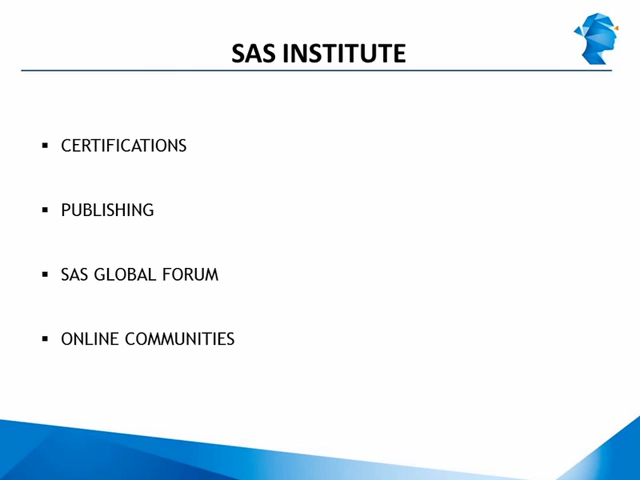 SAS INSTITUTE
▪ CERTIFICATIONS
▪ PUBLISHING
▪ SAS GLOBAL FORUM
▪ ONLINE COMMUNITIES